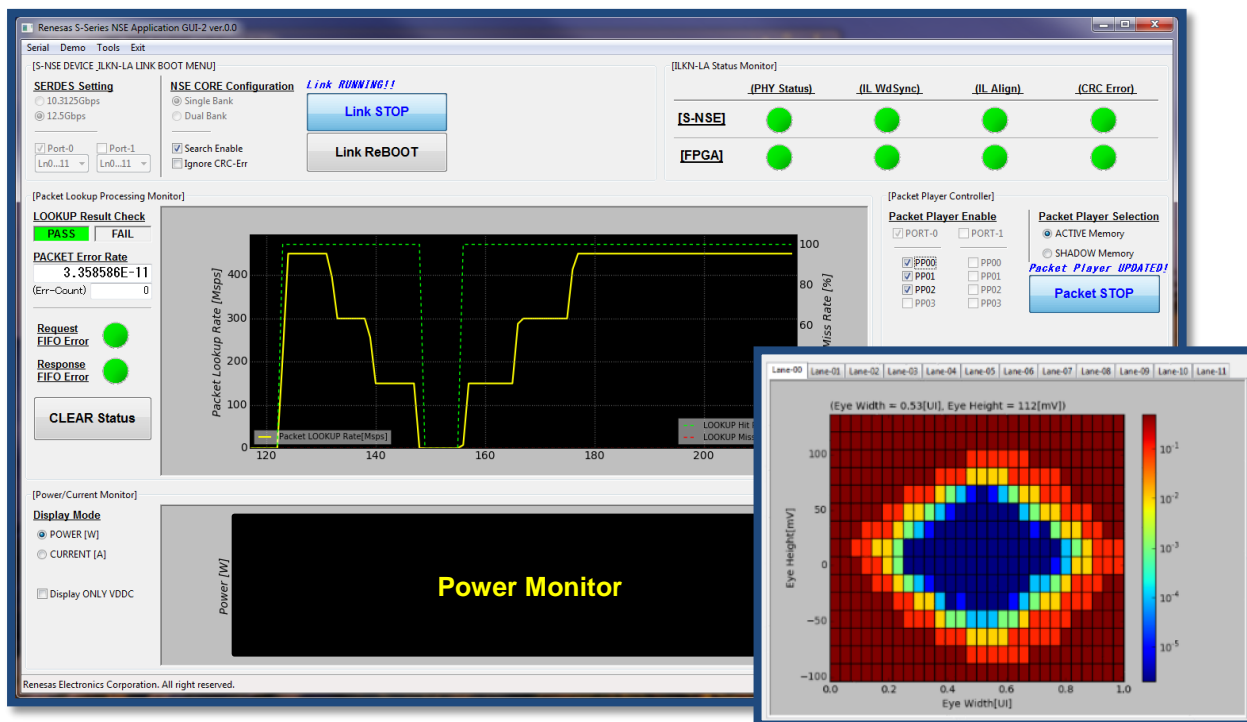 Renesas S-Series NSE Application GUI-2 ver.0.0
Serial Demo Tools Exit
[S-NSE DEVICE_ILKN-LA LINK BOOT MENU]
SERDES Setting
10.3125Gbps
12.5Gbps
Port-0 Port-1
Ln0...11 Ln0...11
NSE CORE Configuration
Single Bank
Dual Bank
Search Enable
Ignore CRC-Err
Link RUNNING!!
Link STOP
Link ReBOOT
[ILKN-LA Status Monitor]
(PHY Status) (IL WdSync) (IL Align) (CRC Error)
[S-NSE]
[FPGA]
[Packet Lookup Processing Monitor]
LOOKUP Result Check
PASS FAIL
PACKET Error Rate
3.358586E-11
(Err-Count) 0
Request
FIFO Error
Response
FIFO Error
CLEAR Status
Packet Lookup Rate [Msps]
400
300
200
100
0
120 140 160 180 200
100
80
60
Miss Rate [%]
Packet LOOKUP Rate[Msps]
LOOKUP Hit
LOOKUP Miss
[Packet Player Controller]
Packet Player Enable
PORT-0 PORT-1
PP00 PP00
PP01 PP01
PP02 PP02
PP03 PP03
Packet Player Selection
ACTIVE Memory
SHADOW Memory
Packet Player UPDATED!
Packet STOP
[Power/Current Monitor]
Display Mode
POWER [W]
CURRENT [A]
Display ONLY VDDC
Power [W]
Power Monitor
Renesas Electronics Corporation. All right reserved.
Lane-00 Lane-01 Lane-02 Lane-03 Lane-04 Lane-05 Lane-06 Lane-07 Lane-08 Lane-09 Lane-10 Lane-11
(Eye Width = 0.53[UI], Eye Height = 112[mV])
Eye Height[mV]
100
50
0
−50
−100
0.0 0.2 0.4 0.6 0.8 1.0
Eye Width[UI]
10⁻¹
10⁻²
10⁻³
10⁻⁴
10⁻⁵